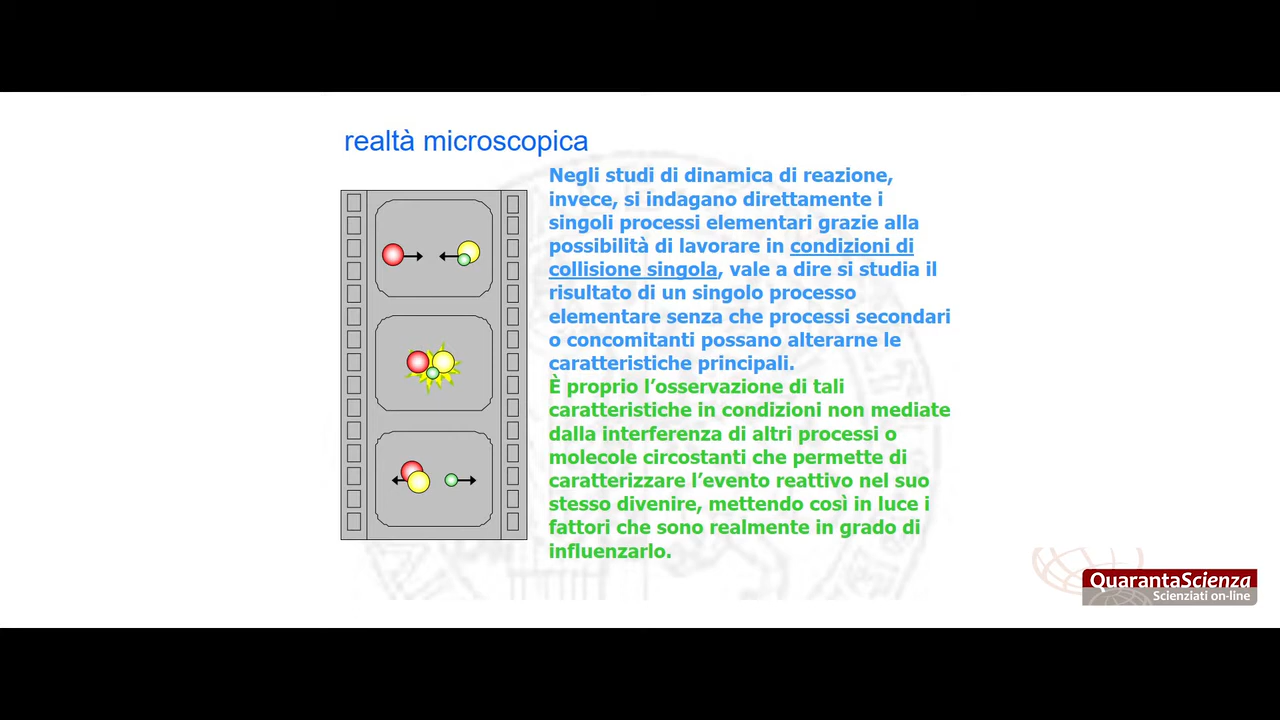 realtà microscopica
Negli studi di dinamica di reazione,
invece, si indagano direttamente i
singoli processi elementari grazie alla
possibilità di lavorare in condizioni di
collisione singola, vale a dire si studia il
risultato di un singolo processo
elementare senza che processi secondari
o concomitanti possano alterarne le
caratteristiche principali.
È proprio l’osservazione di tali
caratteristiche in condizioni non mediate
dalla interferenza di altri processi o
molecole circostanti che permette di
caratterizzare l’evento reattivo nel suo
stesso divenire, mettendo così in luce i
fattori che sono realmente in grado di
influenzarlo.
QuarantaScienza
Scienziati on-line